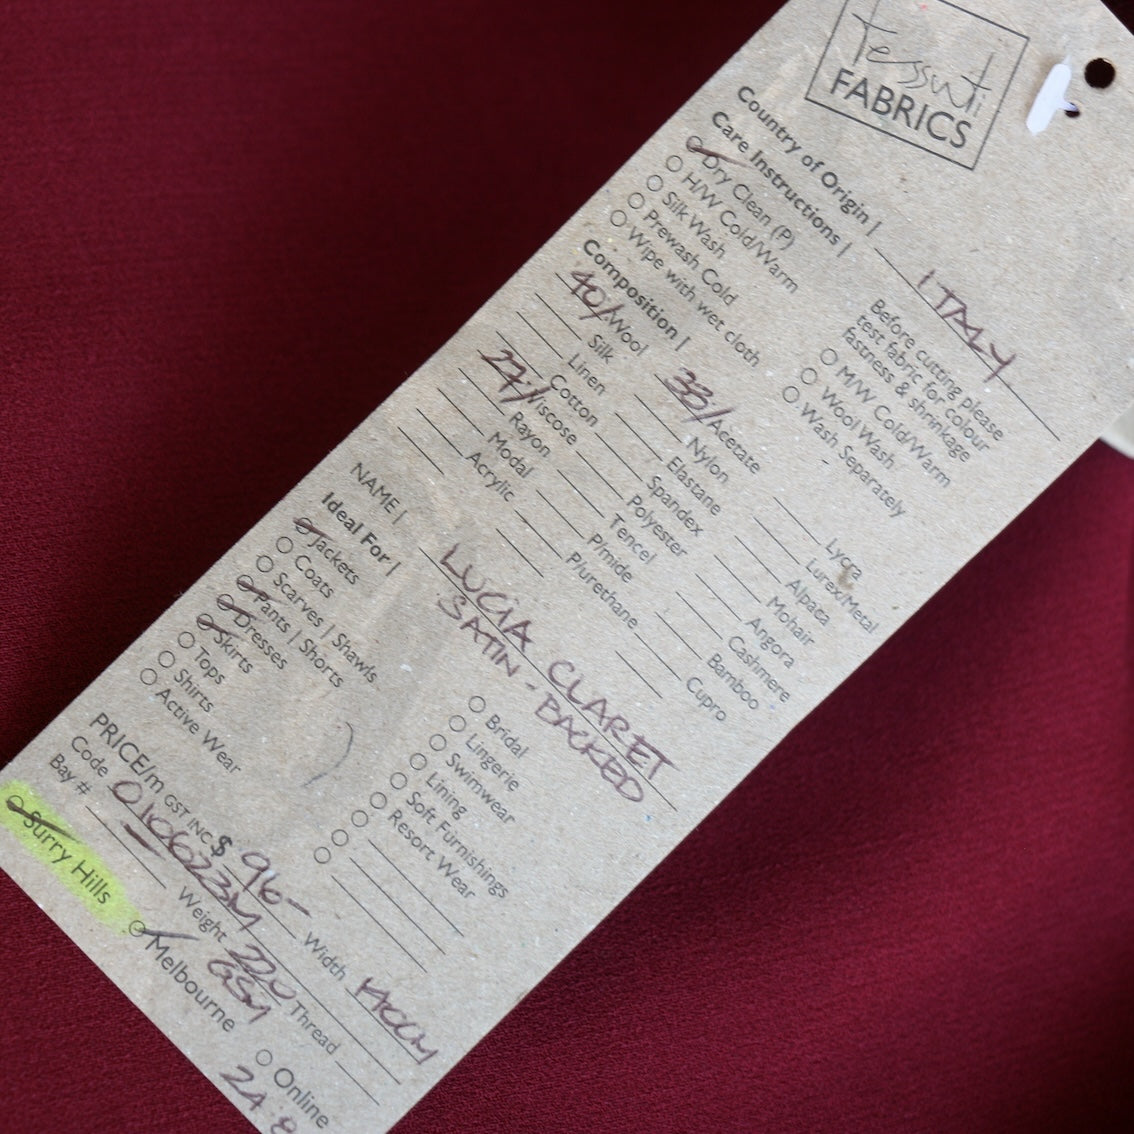 Tessuti
FABRICS
Country of Origin | ITALY
Care Instructions |
Dry Clean (P)
H/W Cold/Warm
Silk Wash
Prewash Cold
Wipe with wet cloth
Before cutting please
test fabric for colour
fastness & shrinkage
M/W Cold/Warm
Wool Wash
Wash Separately
Composition |
40% Wool
Silk
Linen
Cotton
27% Viscose
Rayon
Modal
Acrylic
33% Acetate
Nylon
Elastane
Spandex
Polyester
Tencel
P/mide
P/urethane
Lycra
Lurex/Metal
Alpaca
Mohair
Angora
Cashmere
Bamboo
Cupro
NAME | LUCIA CLARET
SATIN - BACKED
Ideal For |
Jackets
Coats
Scarves | Shawls
Pants | Shorts
Dresses
Skirts
Tops
Shirts
Active Wear
Bridal
Lingerie
Swimwear
Lining
Soft Furnishings
Resort Wear
PRICE/m GST INC $ 96- Width 140CM
Code 010623M Weight 220 GSM Thread
Bay #
Surry Hills
Melbourne
Online